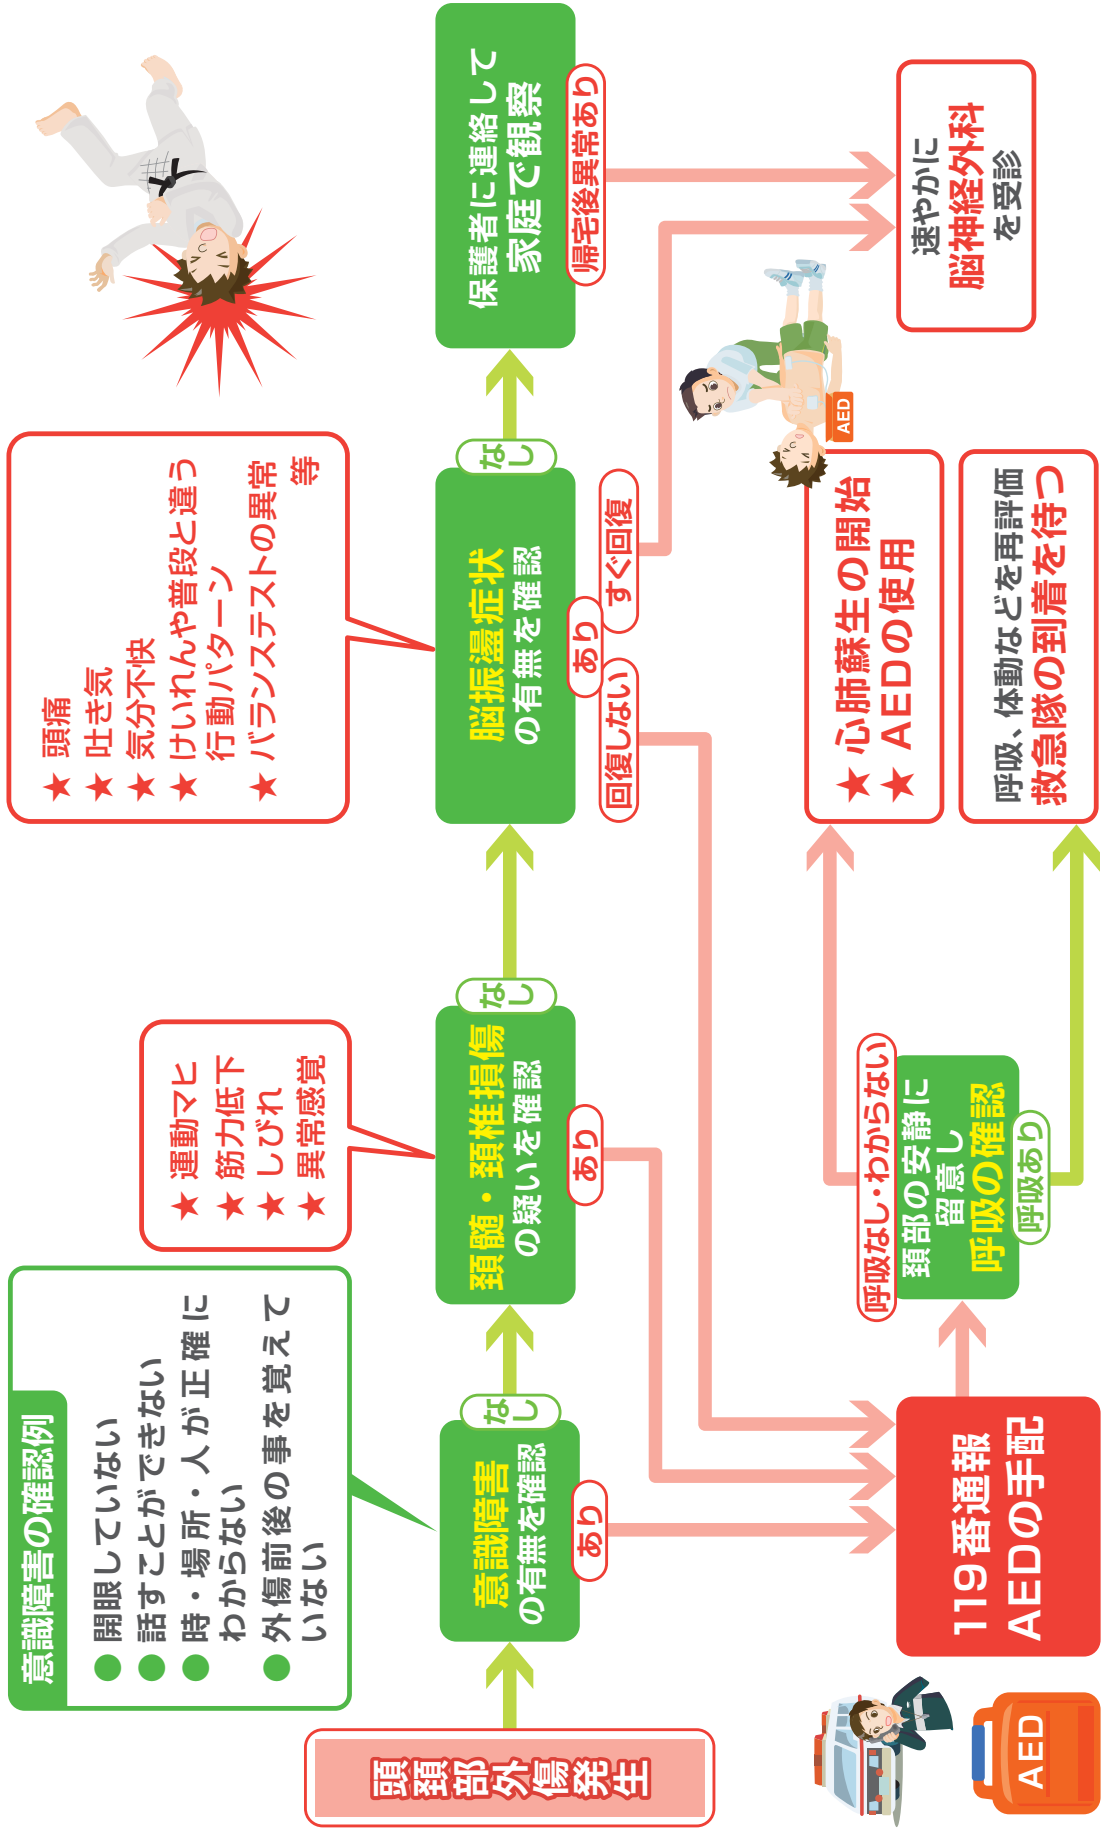 頭頚部外傷発生
意識障害の確認例
● 開眼していない
● 話すことができない
● 時・場所・人が正確に
わからない
● 外傷前後の事を覚えて
いない
意識障害
の有無を確認
なし
あり
★ 運動マヒ
★ 筋力低下
★ しびれ
★ 異常感覚
頚髄・頚椎損傷
の疑いを確認
なし
あり
★ 頭痛
★ 吐き気
★ 気分不快
★ けいれんや普段と違う
行動パターン
★ バランステストの異常
等
脳振盪症状
の有無を確認
なし
あり
回復しない
すぐ回復
保護者に連絡して
家庭で観察
帰宅後異常あり
速やかに
脳神経外科
を受診
119番通報
AEDの手配
頚部の安静に
留意し
呼吸の確認
呼吸なし・わからない
呼吸あり
★ 心肺蘇生の開始
★ AEDの使用
呼吸、体動などを再評価
救急隊の到着を待つ
AED
AED